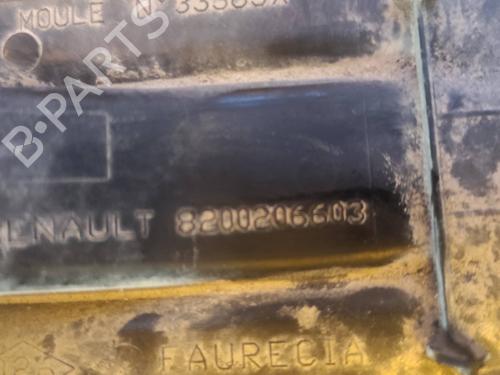 MOULE N°
B-PARTS
RENAULT 8200206603
FAURECIA